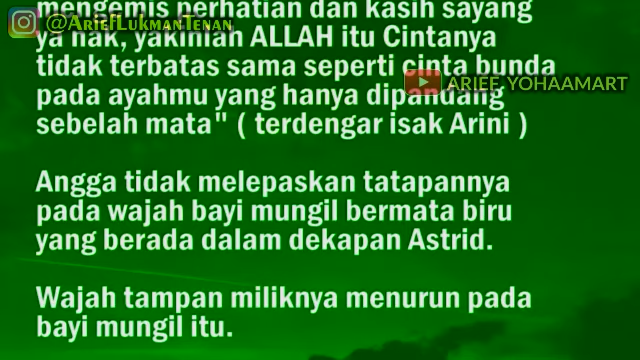 mengemis perhatian dan kasih sayang
@AriefLukmanTenan
ya nak, yakinlah ALLAH itu Cintanya
tidak terbatas sama seperti cinta bunda
ARIEF YOHAAMART
pada ayahmu yang hanya dipandang
sebelah mata" ( terdengar isak Arini )
Angga tidak melepaskan tatapannya
pada wajah bayi mungil bermata biru
yang berada dalam dekapan Astrid.
Wajah tampan miliknya menurun pada
bayi mungil itu.